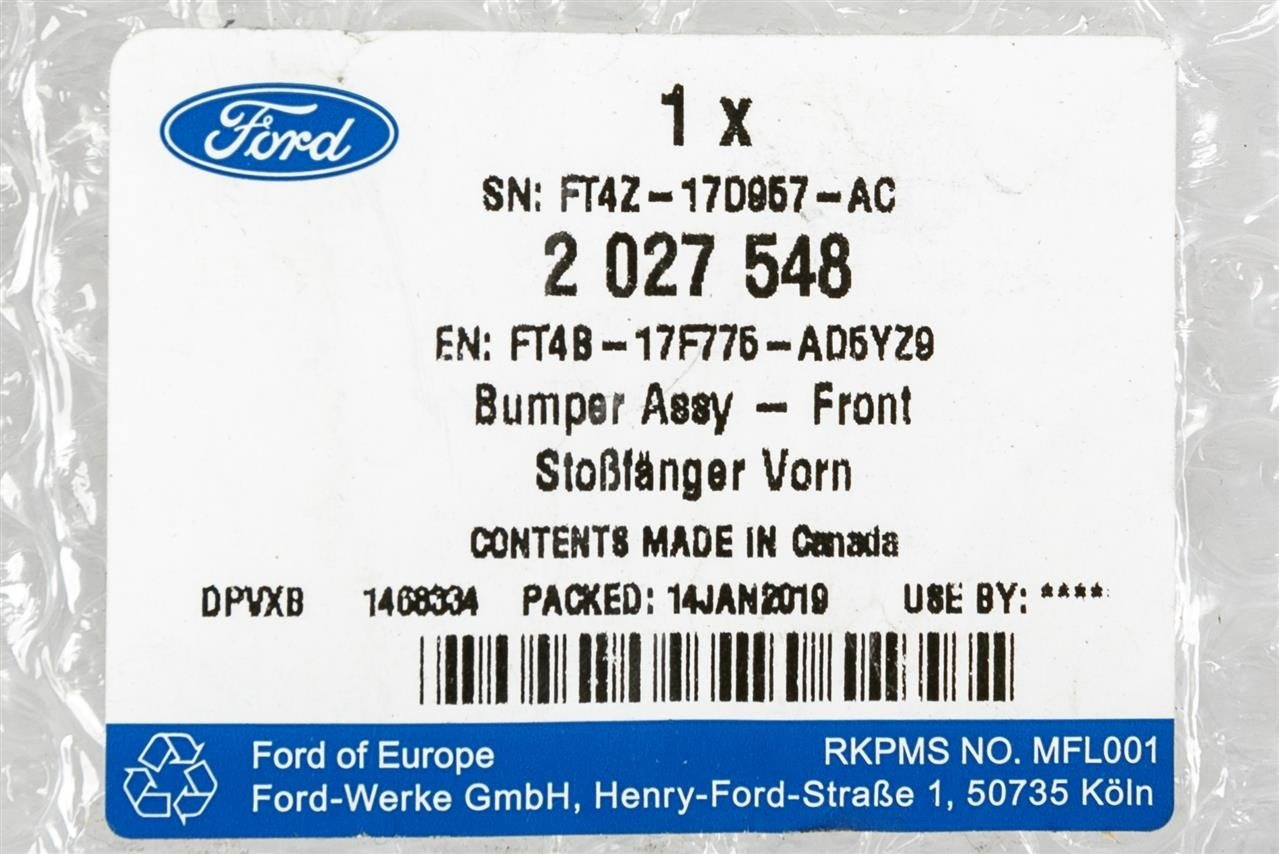 Ford
1 x
SN: FT4Z-17D957-AC
2 027 548
EN: FT4B-17F775-AD5YZ9
Bumper Assy - Front
Stoßfänger Vorn
CONTENTS MADE IN Canada
DPVXB 1468334 PACKED: 14JAN2019 USE BY: ****
Ford of Europe RKPMS NO. MFL001
Ford-Werke GmbH, Henry-Ford-Straße 1, 50735 Köln